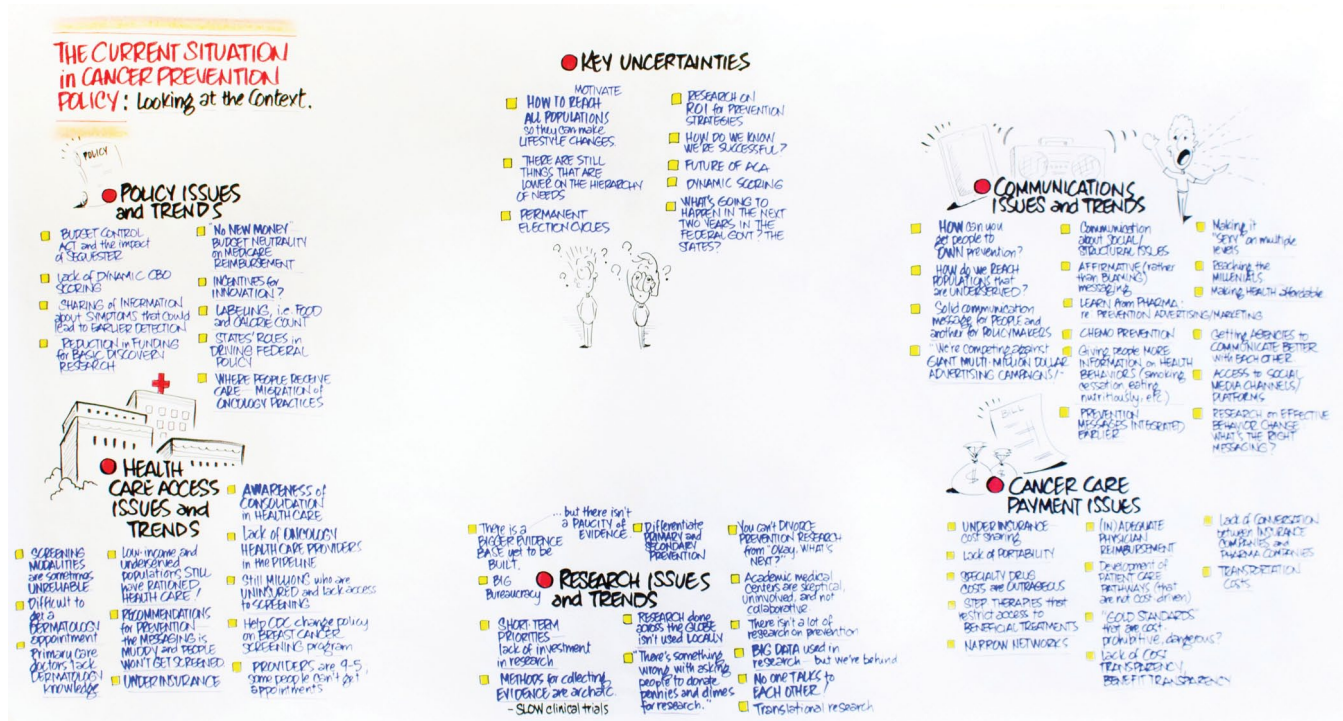 THE CURRENT SITUATION
in CANCER PREVENTION
POLICY: Looking at the Context.
POLICY
POLICY ISSUES
and TRENDS
BUDGET CONTROL
ACT and the impact
of SEQUESTER
Lack of DYNAMIC CBO
SCORING
SHARING of INFORMATION
about SYMPTOMS that could
lead to EARLIER DETECTION
REDUCTION in FUNDING
for BASIC DISCOVERY
RESEARCH
"No NEW MONEY"
BUDGET NEUTRALITY
on MEDICARE
REIMBURSEMENT
INCENTIVES for
INNOVATION?
LABELING, i.e. FOOD
and CALORIE COUNT
STATES' ROLES in
DRIVING FEDERAL
POLICY
WHERE PEOPLE RECEIVE
CARE - MIGRATION of
ONCOLOGY PRACTICES
HEALTH
CARE ACCESS
ISSUES and
TRENDS
SCREENING
MODALITIES
are sometimes
UNRELIABLE
Difficult to
get a
DERMATOLOGY
appointment
Primary care
doctors lack
DERMATOLOGY
knowledge
Low-income and
underserved
populations STILL
have RATIONED
HEALTH CARE!
RECOMMENDATIONS
for PREVENTION
the MESSAGING is
MUDDY and PEOPLE
WON'T GET SCREENED
UNDER INSURANCE
AWARENESS of
CONSOLIDATION
in HEALTH CARE
Lack of ONCOLOGY
HEALTH CARE PROVIDERS
in the PIPELINE
Still MILLIONS who are
UNINSURED and lack access
to SCREENING
Help CDC change policy
on BREAST CANCER
SCREENING program
PROVIDERS are 9-5,
some people can't get
appointments
KEY UNCERTAINTIES
MOTIVATE
HOW TO REACH
ALL POPULATIONS
so they can make
LIFESTYLE CHANGES.
THERE ARE STILL
THINGS THAT ARE
LOWER ON THE HIERARCHY
OF NEEDS
PERMANENT
ELECTION CYCLES
RESEARCH ON
ROI for PREVENTION
STRATEGIES
HOW DO WE KNOW
WE'RE SUCCESSFUL?
FUTURE OF ACA
DYNAMIC SCORING
WHAT'S GOING TO
HAPPEN IN THE NEXT
TWO YEARS IN THE
FEDERAL GOVT? THE
STATES?
RESEARCH ISSUES
and TRENDS
There is a
BIGGER EVIDENCE
BASE yet to be
BUILT.
...but there isn't
a PAUCITY of
EVIDENCE.
BIG
Bureaucracy
SHORT TERM
PRIORITIES
lack of investment
in research
METHODS for collecting
EVIDENCE are archaic.
- SLOW clinical trials
Differentiate
PRIMARY and
SECONDARY
PREVENTION
RESEARCH done
ACROSS the GLOBE
isn't used LOCALLY
"There's something
wrong with asking
people to donate
pennies and dimes
for research."
You can't DIVORCE
PREVENTION RESEARCH
from "Okay, WHAT'S
NEXT?"
Academic medical
centers are skeptical,
uninvolved, and not
collaborative
There isn't a lot of
research on prevention
BIG DATA used in
research - but we're behind
No one TALKS to
EACH OTHER!
Translational research
COMMUNICATIONS
ISSUES and TRENDS
HOW can you
get people to
OWN prevention?
HOW do we REACH
POPULATIONS that
are UNDERSERVED?
Solid communication
message for PEOPLE and
another for POLICYMAKERS
"We're competing against
GIANT MULTI-MILLION DOLLAR
ADVERTISING CAMPAIGNS!"
Communication
about SOCIAL/
STRUCTURAL ISSUES
AFFIRMATIVE (rather
than BLAMING)
messaging
LEARN from PHARMA -
re: PREVENTION ADVERTISING/MARKETING
CHEMO PREVENTION
Giving people MORE
INFORMATION on HEALTH
BEHAVIORS (smoking
cessation, eating
nutritiously, etc.)
PREVENTION
MESSAGES INTEGRATED
EARLIER
Making it
"SEXY" on multiple
levels
Reaching the
MILLENIALS
Making HEALTH affordable
Getting AGENCIES to
COMMUNICATE BETTER
with EACH OTHER
ACCESS to SOCIAL
MEDIA CHANNELS/
PLATFORMS
RESEARCH on EFFECTIVE
BEHAVIOR CHANGE
WHAT'S THE RIGHT
MESSAGING?
BILL
$
$
CANCER CARE
PAYMENT ISSUES
UNDER INSURANCE
cost sharing
Lack of PORTABILITY
SPECIALTY DRUG
COSTS are OUTRAGEOUS
STEP THERAPIES that
restrict access to
BENEFICIAL TREATMENTS
NARROW NETWORKS
(IN)ADEQUATE
PHYSICIAN
REIMBURSEMENT
Development of
PATIENT CARE
PATHWAYS (that
are not cost-driven)
"GOLD STANDARDS"
that are cost
prohibitive, dangerous?
Lack of COST
TRANSPARENCY,
BENEFIT TRANSPARENCY
Lack of CONVERSATION
between INSURANCE
COMPANIES and
PHARMA COMPANIES
TRANSPORTATION
COSTS